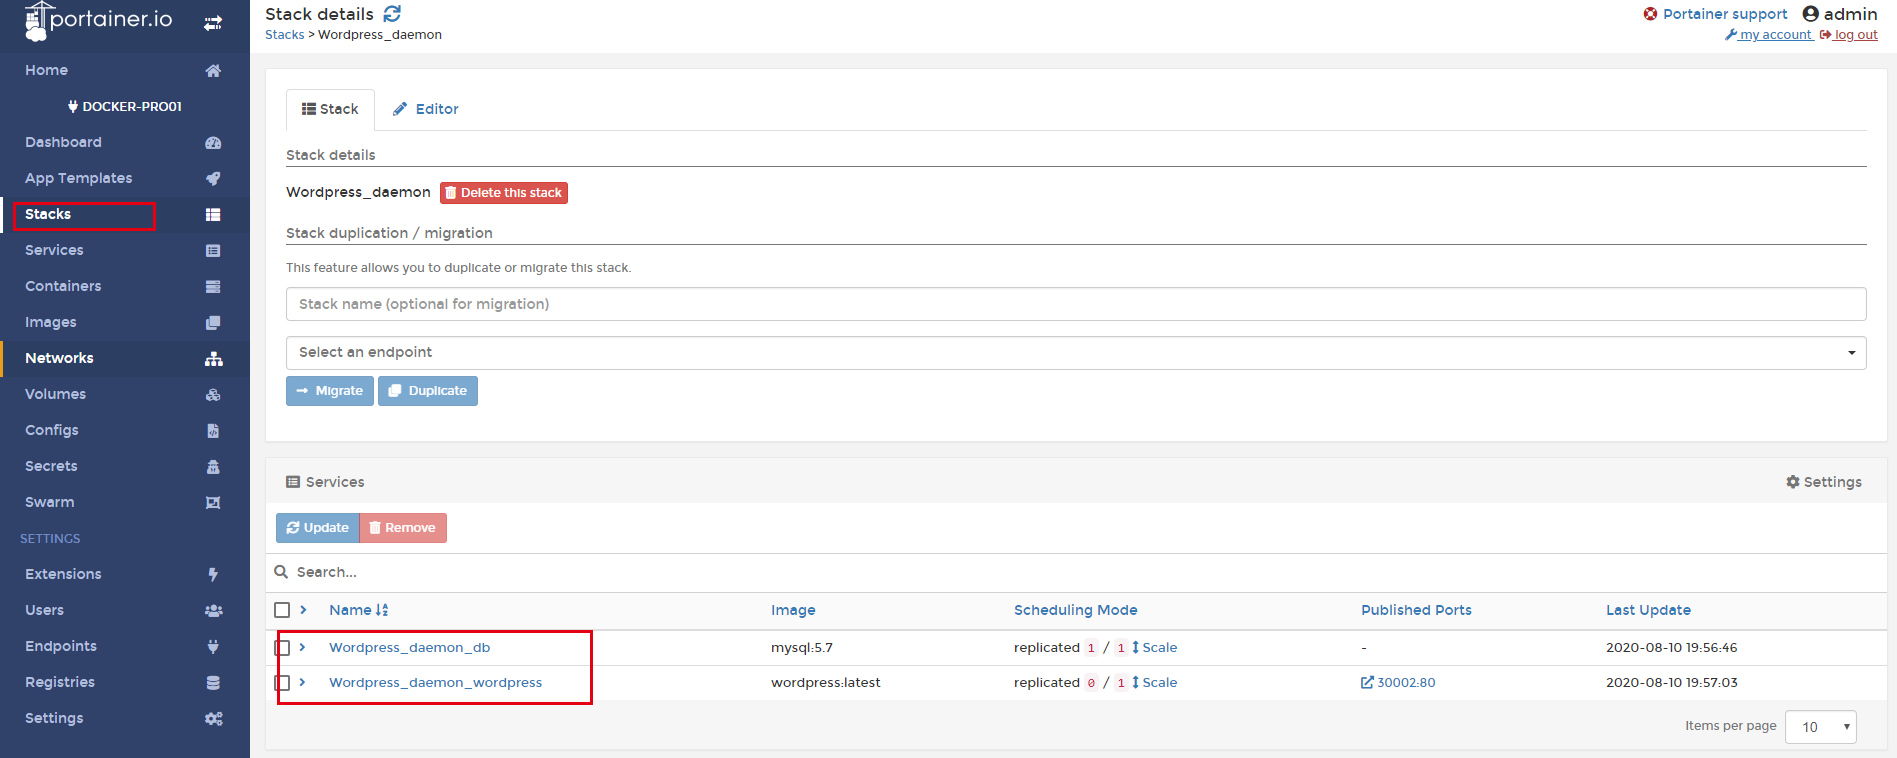 portainer.io
Home
DOCKER-PRO01
Dashboard
App Templates
Stacks
Services
Containers
Images
Networks
Volumes
Configs
Secrets
Swarm
SETTINGS
Extensions
Users
Endpoints
Registries
Settings
Stack details
Stacks > Wordpress_daemon
Portainer support admin
my account log out
Stack Editor
Stack details
Wordpress_daemon Delete this stack
Stack duplication / migration
This feature allows you to duplicate or migrate this stack.
Stack name (optional for migration)
Select an endpoint
Migrate Duplicate
Services Settings
Update Remove
Search...
Name Image Scheduling Mode Published Ports Last Update
Wordpress_daemon_db mysql:5.7 replicated 1 / 1 Scale - 2020-08-10 19:56:46
Wordpress_daemon_wordpress wordpress:latest replicated 0 / 1 Scale 30002:80 2020-08-10 19:57:03
Items per page 10